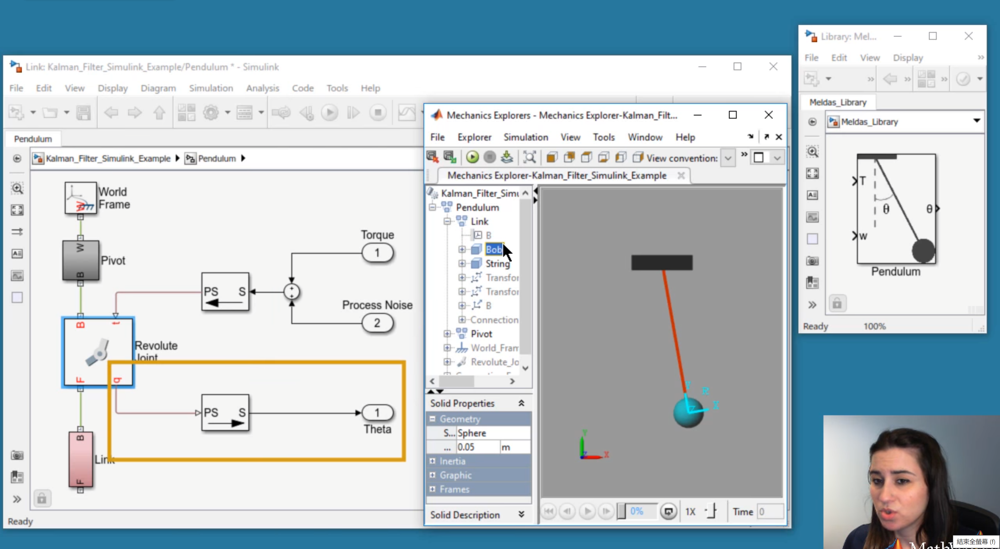 Link: Kalman_Filter_Simulink_Example/Pendulum * - Simulink
File Edit View Display Diagram Simulation Analysis Code Tools Help
Pendulum
Kalman_Filter_Simulink_Example Pendulum
World
Frame
W
W
Pivot
B
Torque
1
PS S
+
+
Process Noise
2
B t
Revolute
Joint
F q
PS S
1
Theta
B
Link
F
Ready
Mechanics Explorers - Mechanics Explorer-Kalman_Filt...
File Explorer Simulation View Tools Window Help
View convention:
Mechanics Explorer-Kalman_Filter_Simulink_Example
Kalman_Filter_Simu
Pendulum
Link
B
Bob
String
Transfor
Transfor
B
Connection
Pivot
World_Fram
Revolute_Jo
Solid Properties
Geometry
S... Sphere
... 0.05 m
Inertia
Graphic
Frames
Solid Description
Y R
X
Z
Y
Z X
0% 1X Time 0
Library: Mel...
File Edit View Display
Meldas_Library
Meldas_Library
T
θ θ
w
Pendulum
Ready 100%
結束全螢幕 (f)